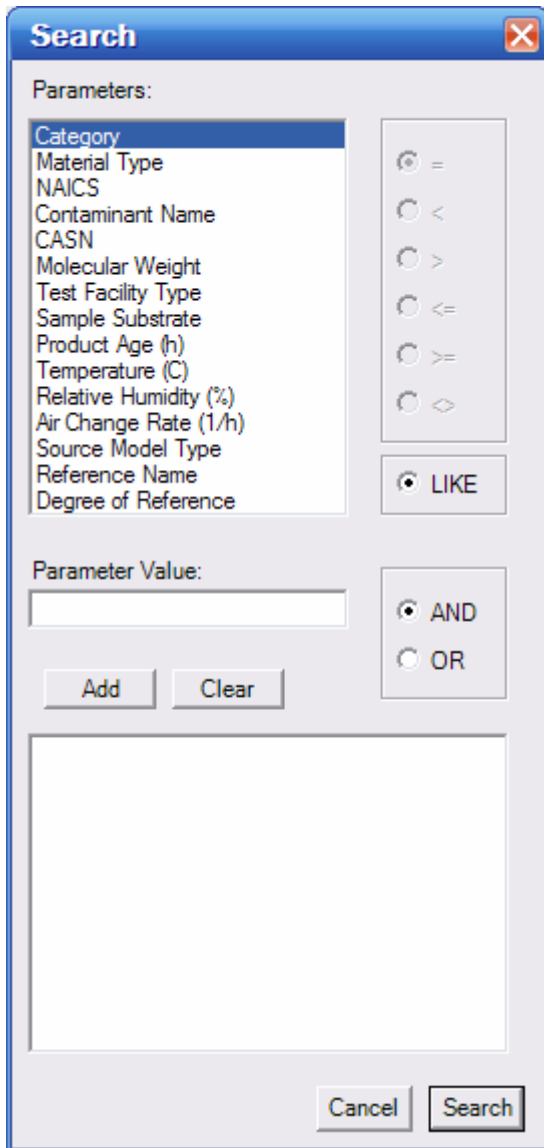 Search
Parameters:
Category
Material Type
NAICS
Contaminant Name
CASN
Molecular Weight
Test Facility Type
Sample Substrate
Product Age (h)
Temperature (C)
Relative Humidity (%)
Air Change Rate (1/h)
Source Model Type
Reference Name
Degree of Reference
=
<
>
<=
>=
<>
LIKE
Parameter Value:
AND
OR
Add Clear
Cancel Search